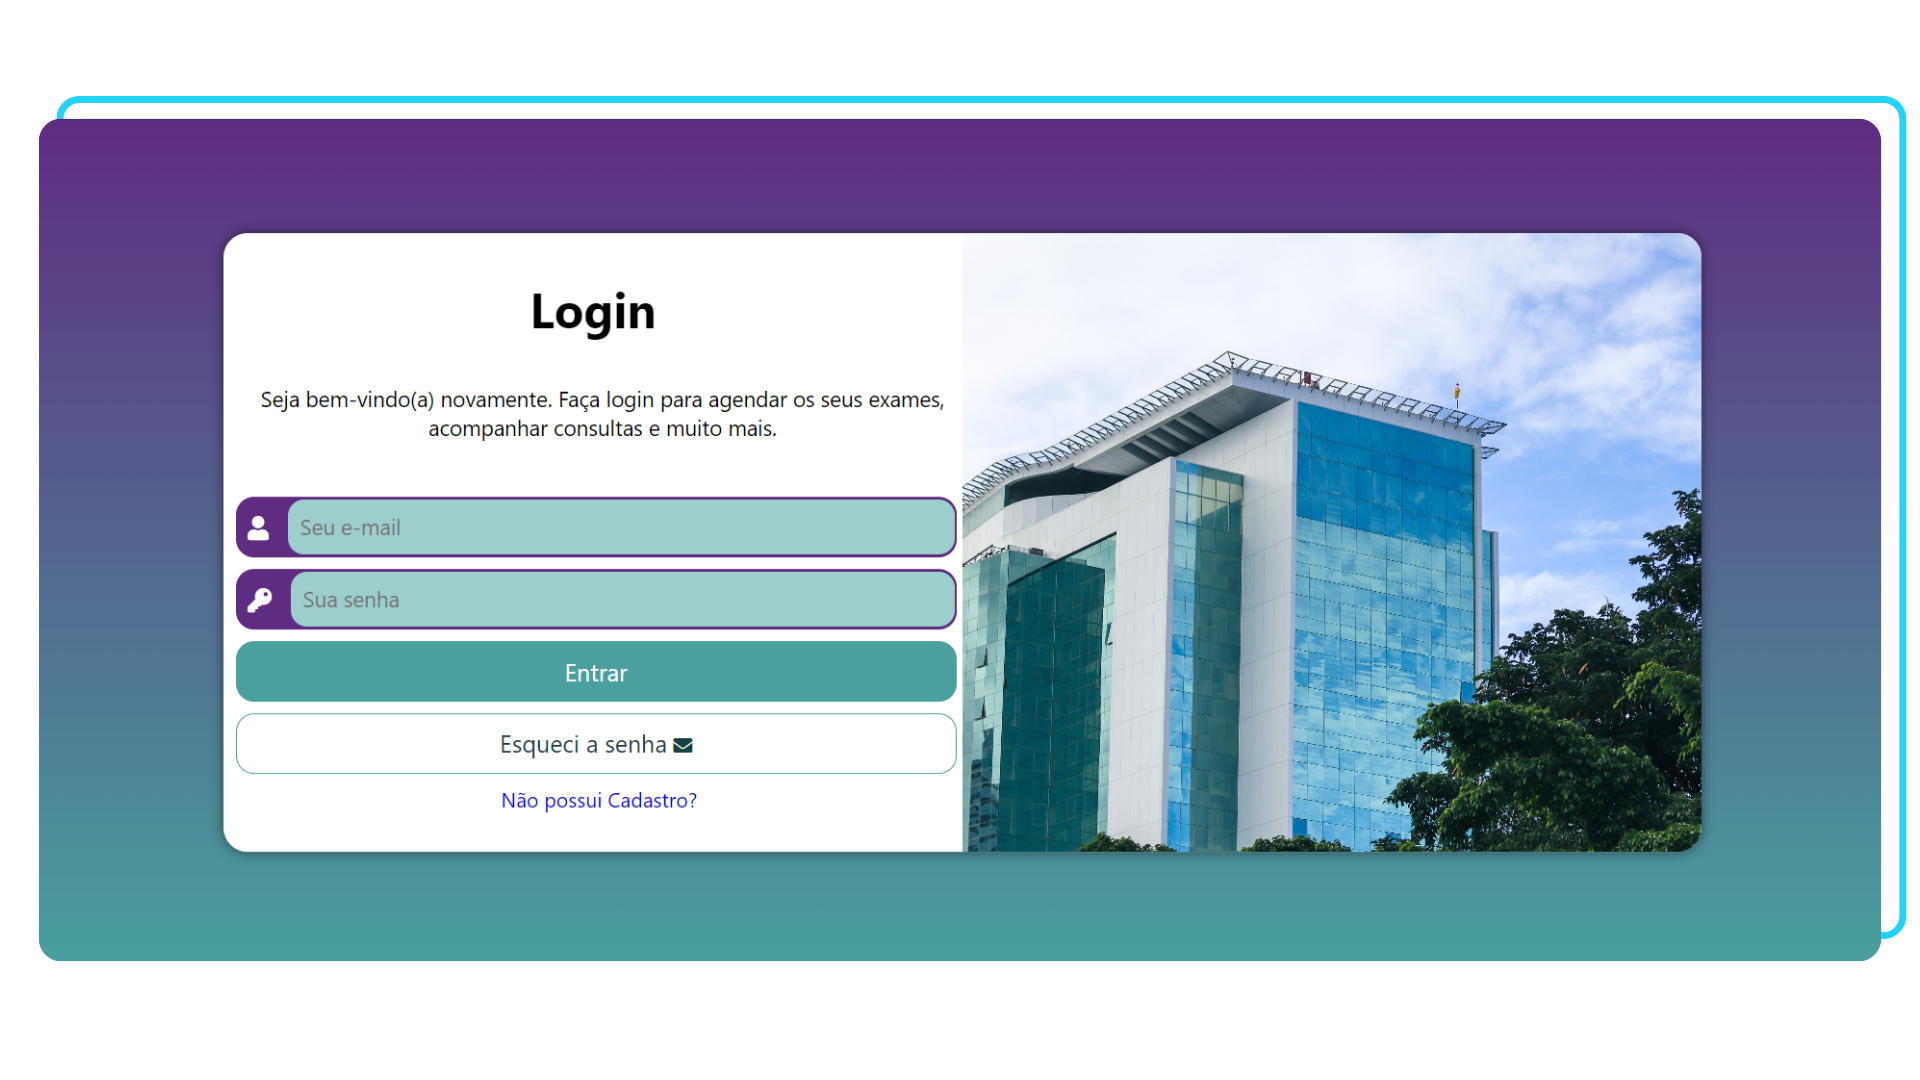 Login
Seja bem-vindo(a) novamente. Faça login para agendar os seus exames,
acompanhar consultas e muito mais.
Seu e-mail
Sua senha
Entrar
Esqueci a senha
Não possui Cadastro?